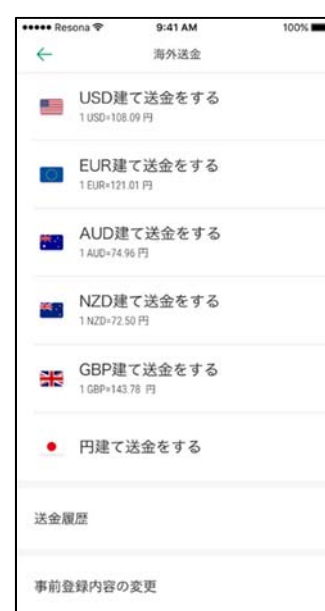 Resona 9:41 AM 100%
海外送金
USD建て送金をする
1 USD=108.09 円
EUR建て送金をする
1 EUR=121.01 円
AUD建て送金をする
1 AUD=74.96 円
NZD建て送金をする
1 NZD=72.50 円
GBP建て送金をする
1 GBP=143.78 円
円建て送金をする
送金履歴
事前登録内容の変更